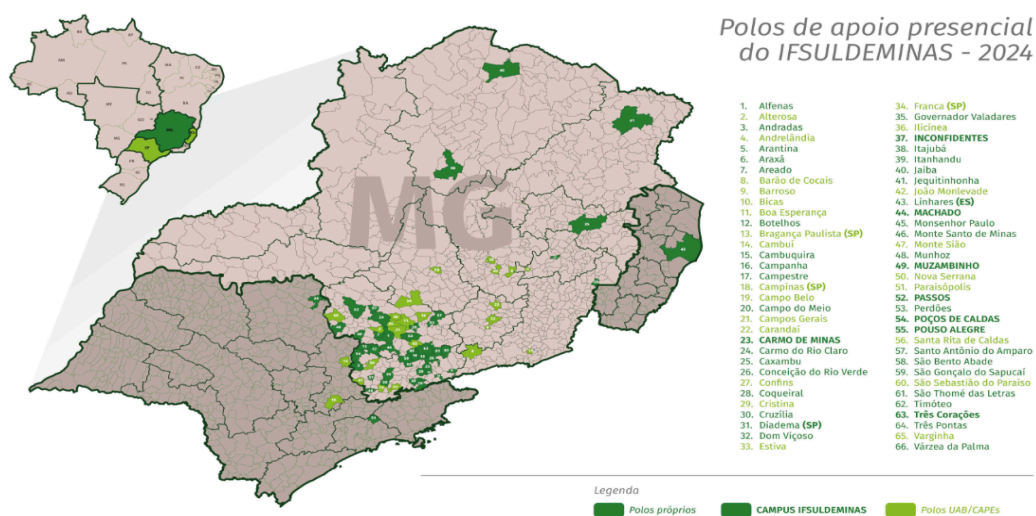 Polos de apoio presencial
do IFSULDEMINAS - 2024
MG
1. Alfenas
2. Alterosa
3. Andradas
4. Andrelândia
5. Arantina
6. Araxá
7. Areado
8. Barão de Cocais
9. Barroso
10. Bicas
11. Boa Esperança
12. Botelhos
13. Bragança Paulista (SP)
14. Cambuí
15. Cambuquira
16. Campanha
17. Campestre
18. Campinas (SP)
19. Campo Belo
20. Campo do Meio
21. Campos Gerais
22. Carandaí
23. CARMO DE MINAS
24. Carmo do Rio Claro
25. Caxambu
26. Conceição do Rio Verde
27. Confins
28. Coqueiral
29. Cristina
30. Cruzília
31. Diadema (SP)
32. Dom Viçoso
33. Estiva
34. Franca (SP)
35. Governador Valadares
36. Ilicínea
37. INCONFIDENTES
38. Itajubá
39. Itanhandu
40. Jaíba
41. Jequitinhonha
42. João Monlevade
43. Linhares (ES)
44. MACHADO
45. Monsenhor Paulo
46. Monte Santo de Minas
47. Monte Sião
48. Munhoz
49. MUZAMBINHO
50. Nova Serrana
51. Paraisópolis
52. PASSOS
53. Perdões
54. POÇOS DE CALDAS
55. POUSO ALEGRE
56. Santa Rita de Caldas
57. Santo Antônio do Amparo
58. São Bento Abade
59. São Gonçalo do Sapucaí
60. São Sebastião do Paraíso
61. São Thomé das Letras
62. Timóteo
63. Três Corações
64. Três Pontas
65. Varginha
66. Várzea da Palma
Legenda
Polos próprios
CAMPUS IFSULDEMINAS
Polos UAB/CAPEs